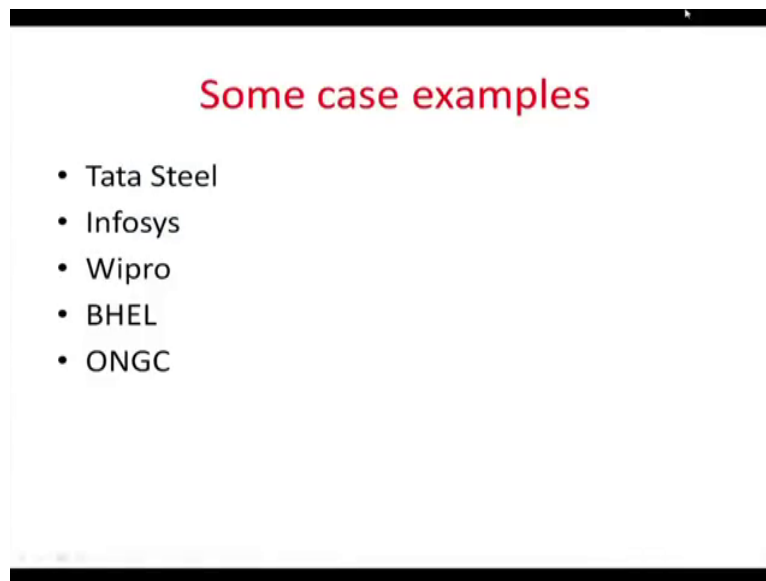 Some case examples
• Tata Steel
• Infosys
• Wipro
• BHEL
• ONGC